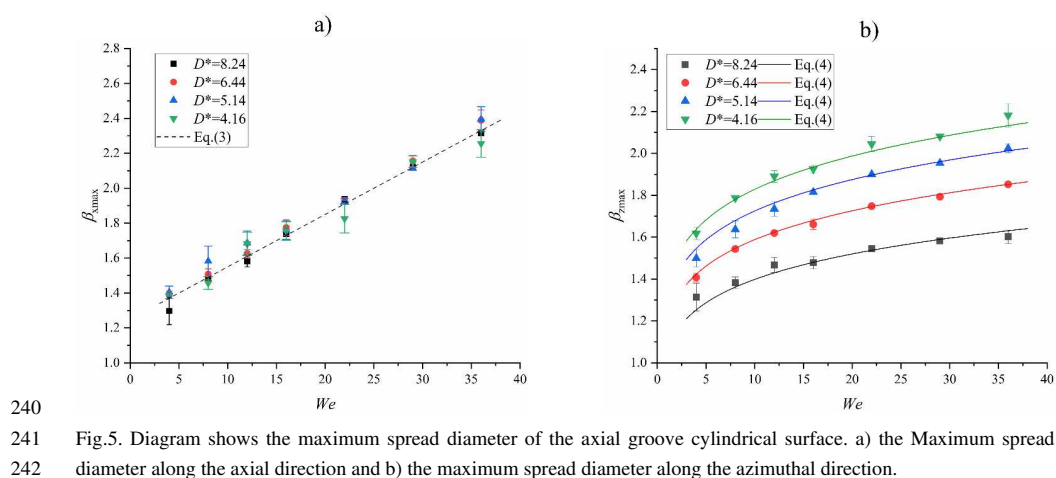 a)
2.8
2.6
2.4
2.2
2.0
1.8
1.6
1.4
1.2
1.0
βxmax
D*=8.24
D*=6.44
D*=5.14
D*=4.16
Eq.(3)
0 5 10 15 20 25 30 35 40
We
b)
2.4
2.2
2.0
1.8
1.6
1.4
1.2
1.0
βzmax
D*=8.24 Eq.(4)
D*=6.44 Eq.(4)
D*=5.14 Eq.(4)
D*=4.16 Eq.(4)
0 5 10 15 20 25 30 35 40
We
240
241 Fig.5. Diagram shows the maximum spread diameter of the axial groove cylindrical surface. a) the Maximum spread
242 diameter along the axial direction and b) the maximum spread diameter along the azimuthal direction.